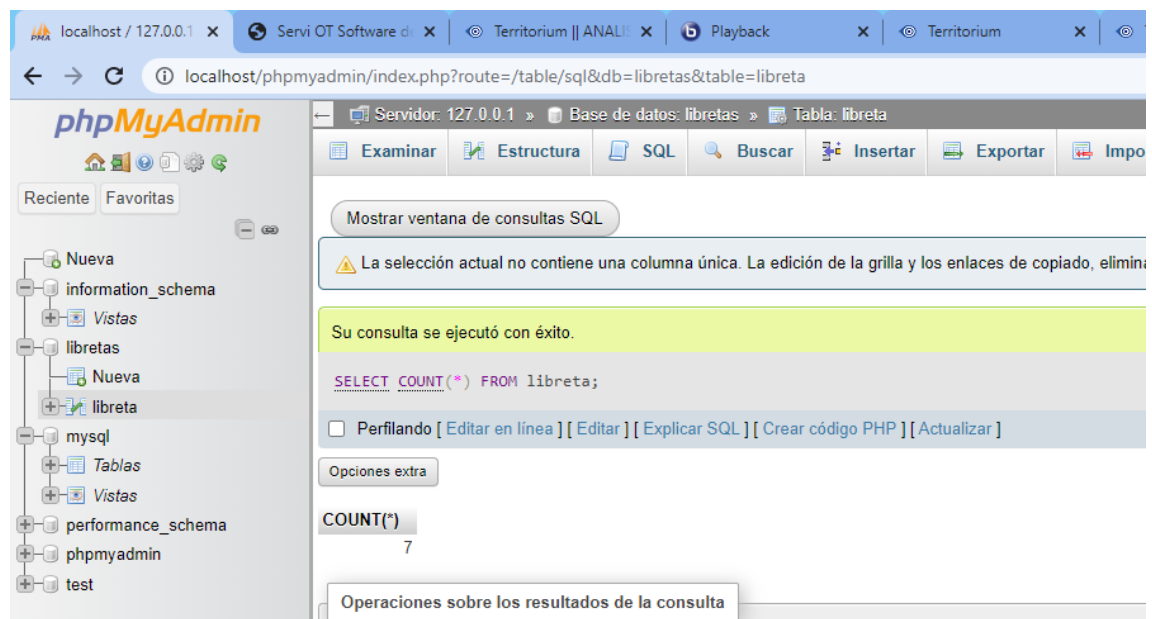 localhost / 127.0.0.1
Servi OT Software de
Territorium || ANALIS
Playback
Territorium
localhost/phpmyadmin/index.php?route=/table/sql&db=libretas&table=libreta
phpMyAdmin
Reciente Favoritas
Nueva
information_schema
Vistas
libretas
Nueva
libreta
mysql
Tablas
Vistas
performance_schema
phpmyadmin
test
Servidor: 127.0.0.1 » Base de datos: libretas » Tabla: libreta
Examinar Estructura SQL Buscar Insertar Exportar Impo
Mostrar ventana de consultas SQL
La selección actual no contiene una columna única. La edición de la grilla y los enlaces de copiado, elimina
Su consulta se ejecutó con éxito.
SELECT COUNT(*) FROM libreta;
Perfilando [ Editar en línea ] [ Editar ] [ Explicar SQL ] [ Crear código PHP ] [ Actualizar ]
Opciones extra
COUNT(*)
7
Operaciones sobre los resultados de la consulta